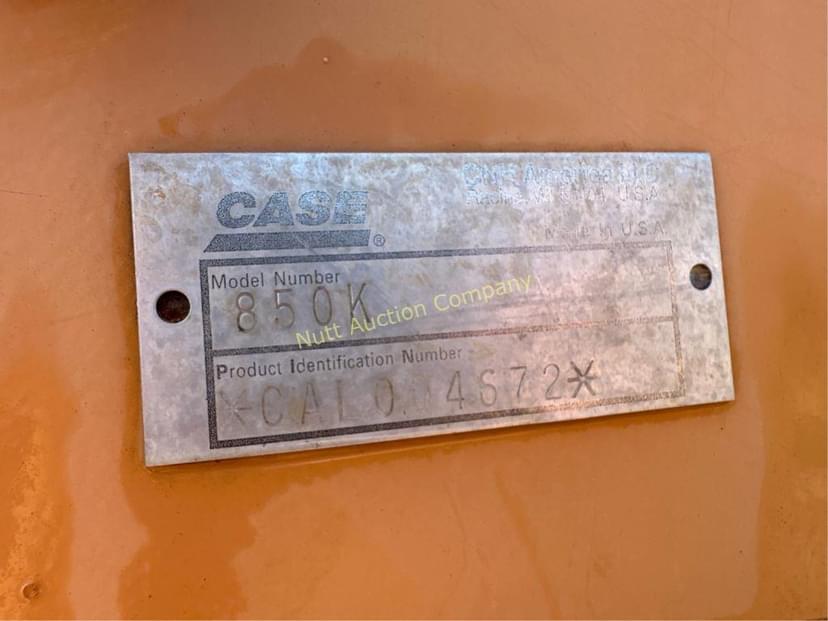 CNH America LLC
Racine, WI 53404 U.S.A.
CASE®
Made in U.S.A.
Model Number
850K
Nutt Auction Company
Product Identification Number